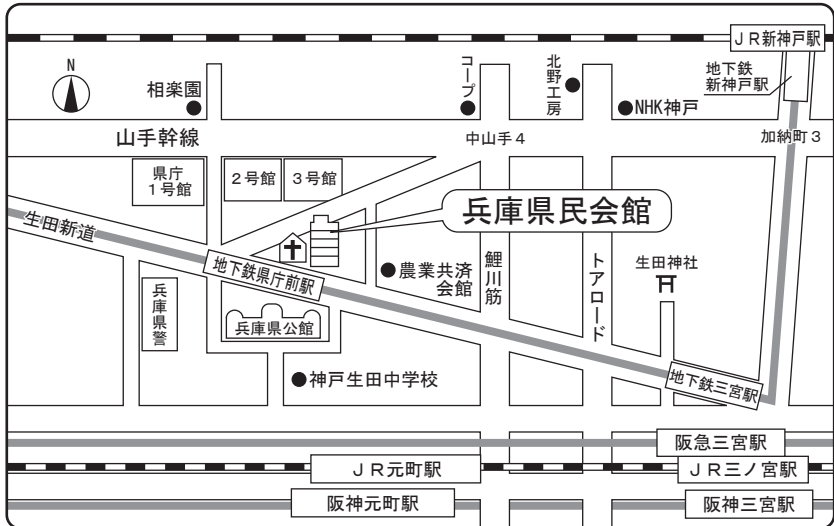 ＪＲ新神戸駅
N
相楽園
コープ
北野工房
地下鉄
新神戸駅
NHK神戸
山手幹線
中山手４
加納町３
県庁
１号館
２号館
３号館
兵庫県民会館
生田新道
地下鉄県庁前駅
農業共済
会館
鯉川筋
トアロード
生田神社
兵庫県警
兵庫県公館
神戸生田中学校
地下鉄三宮駅
阪急三宮駅
ＪＲ元町駅
ＪＲ三ノ宮駅
阪神元町駅
阪神三宮駅